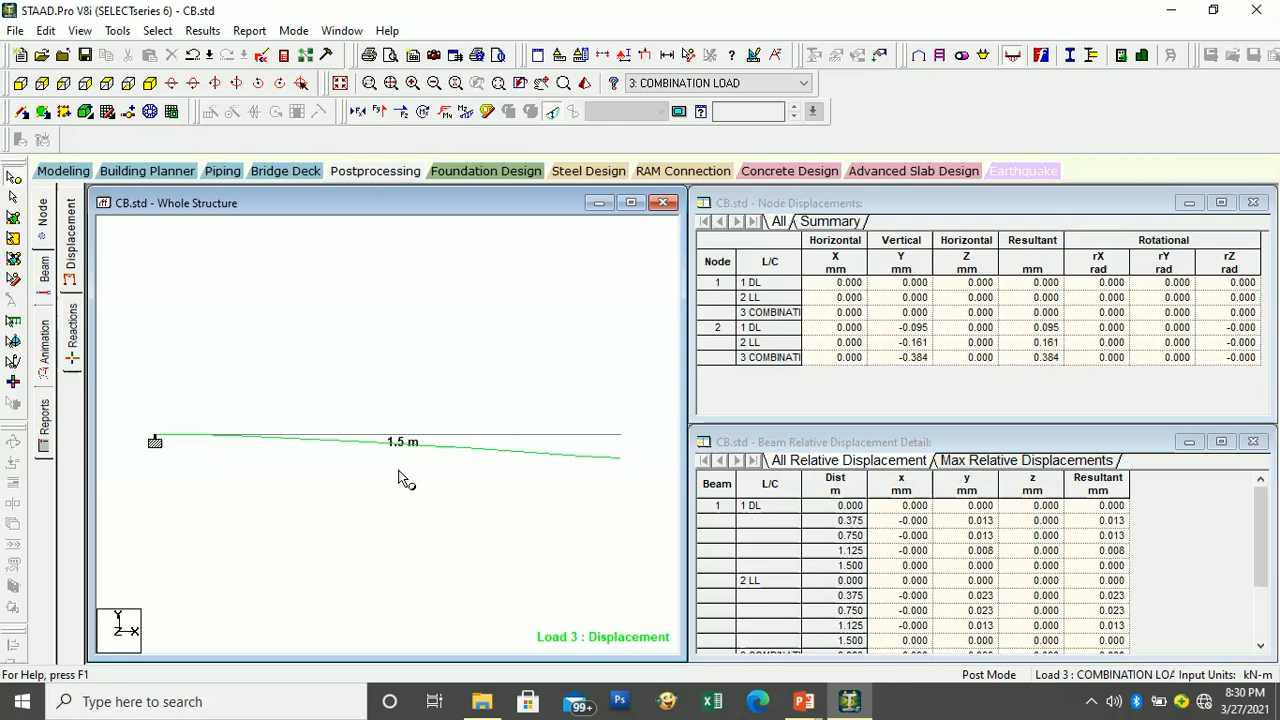 STAAD.Pro V8i (SELECTseries 6) - CB.std
File Edit View Tools Select Results Report Mode Window Help
3: COMBINATION LOAD
Modeling Building Planner Piping Bridge Deck Postprocessing Foundation Design Steel Design RAM Connection Concrete Design Advanced Slab Design Earthquake
Node
Beam
Animation
Reports
Displacement
Reactions
CB.std - Whole Structure
1.5 m
Y
Z X
Load 3 : Displacement
CB.std - Node Displacements:
All Summary
Horizontal Vertical Horizontal Resultant Rotational
Node L/C X mm Y mm Z mm mm rX rad rY rad rZ rad
1 1 DL 0.000 0.000 0.000 0.000 0.000 0.000 0.000
2 LL 0.000 0.000 0.000 0.000 0.000 0.000 0.000
3 COMBINATI 0.000 0.000 0.000 0.000 0.000 0.000 0.000
2 1 DL 0.000 -0.095 0.000 0.095 0.000 0.000 -0.000
2 LL 0.000 -0.161 0.000 0.161 0.000 0.000 -0.000
3 COMBINATI 0.000 -0.384 0.000 0.384 0.000 0.000 -0.000
CB.std - Beam Relative Displacement Detail:
All Relative Displacement Max Relative Displacements
Beam L/C Dist m x mm y mm z mm Resultant mm
1 1 DL 0.000 0.000 0.000 0.000 0.000
0.375 -0.000 0.013 0.000 0.013
0.750 -0.000 0.013 0.000 0.013
1.125 -0.000 0.008 0.000 0.008
1.500 0.000 0.000 0.000 0.000
2 LL 0.000 0.000 0.000 0.000 0.000
0.375 -0.000 0.023 0.000 0.023
0.750 -0.000 0.023 0.000 0.023
1.125 -0.000 0.013 0.000 0.013
1.500 0.000 0.000 0.000 0.000
For Help, press F1
Post Mode Load 3 : COMBINATION LOA Input Units: kN-m
Type here to search
99+
Ps
8:30 PM
3/27/2021